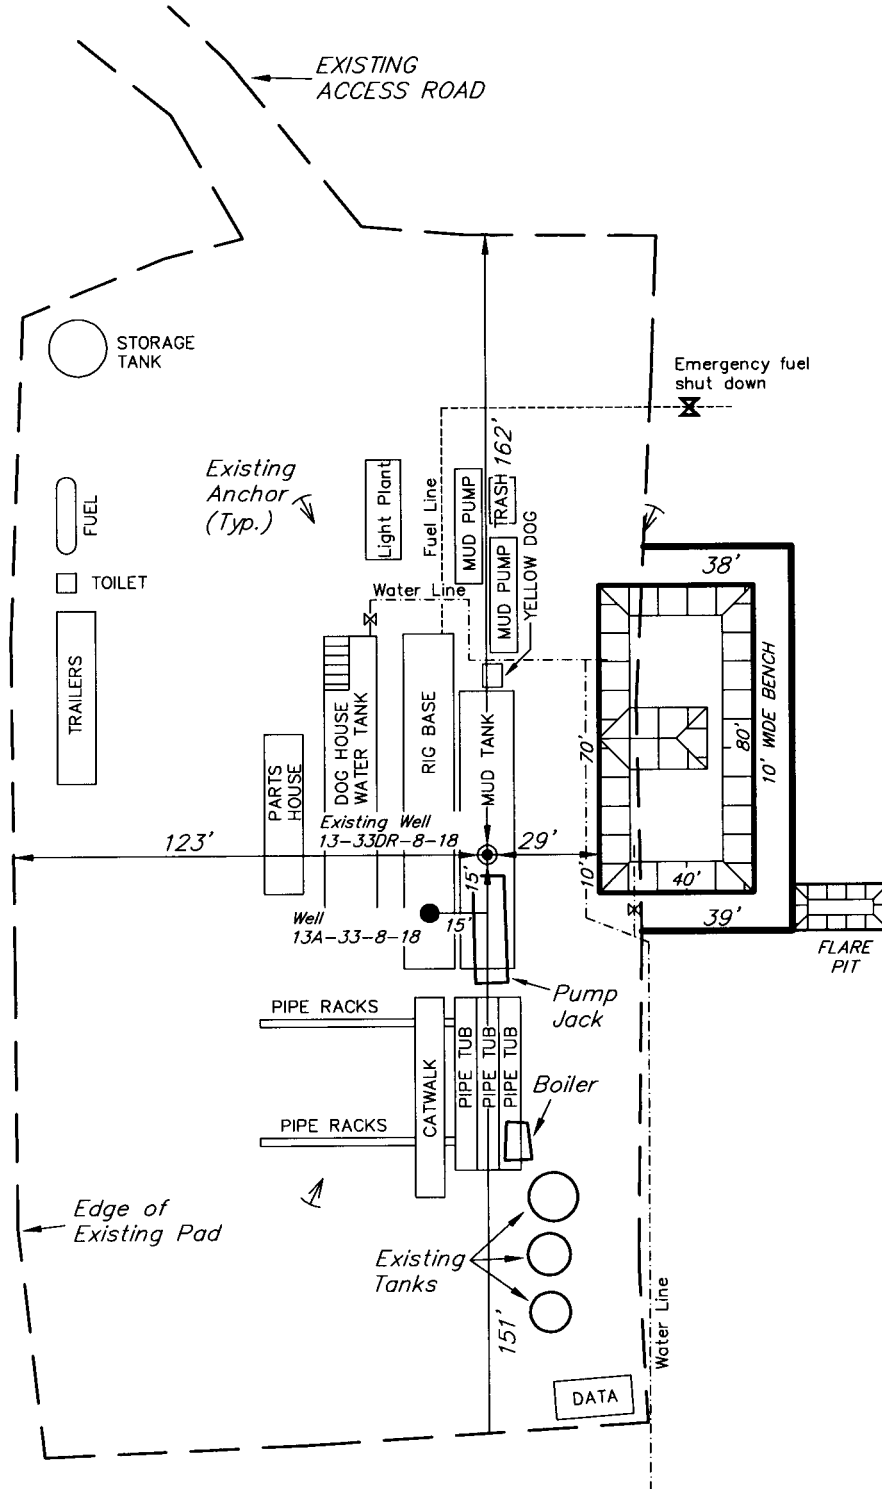 EXISTING
ACCESS ROAD
STORAGE
TANK
Emergency fuel
shut down
162'
Existing
Anchor
(Typ.)
Light Plant
Fuel Line
MUD PUMP
TRASH
FUEL
MUD PUMP
YELLOW DOG
TOILET
Water Line
38'
TRAILERS
DOG HOUSE
WATER TANK
RIG BASE
MUD TANK
70'
80'
10' WIDE BENCH
PARTS
HOUSE
Existing Well
13-33DR-8-18
123'
29'
10'
40'
15'
15'
Well
13A-33-8-18
39'
FLARE
PIT
Pump
Jack
PIPE RACKS
CATWALK
PIPE TUB
PIPE TUB
PIPE TUB
Boiler
PIPE RACKS
Edge of
Existing Pad
Existing
Tanks
151'
Water Line
DATA